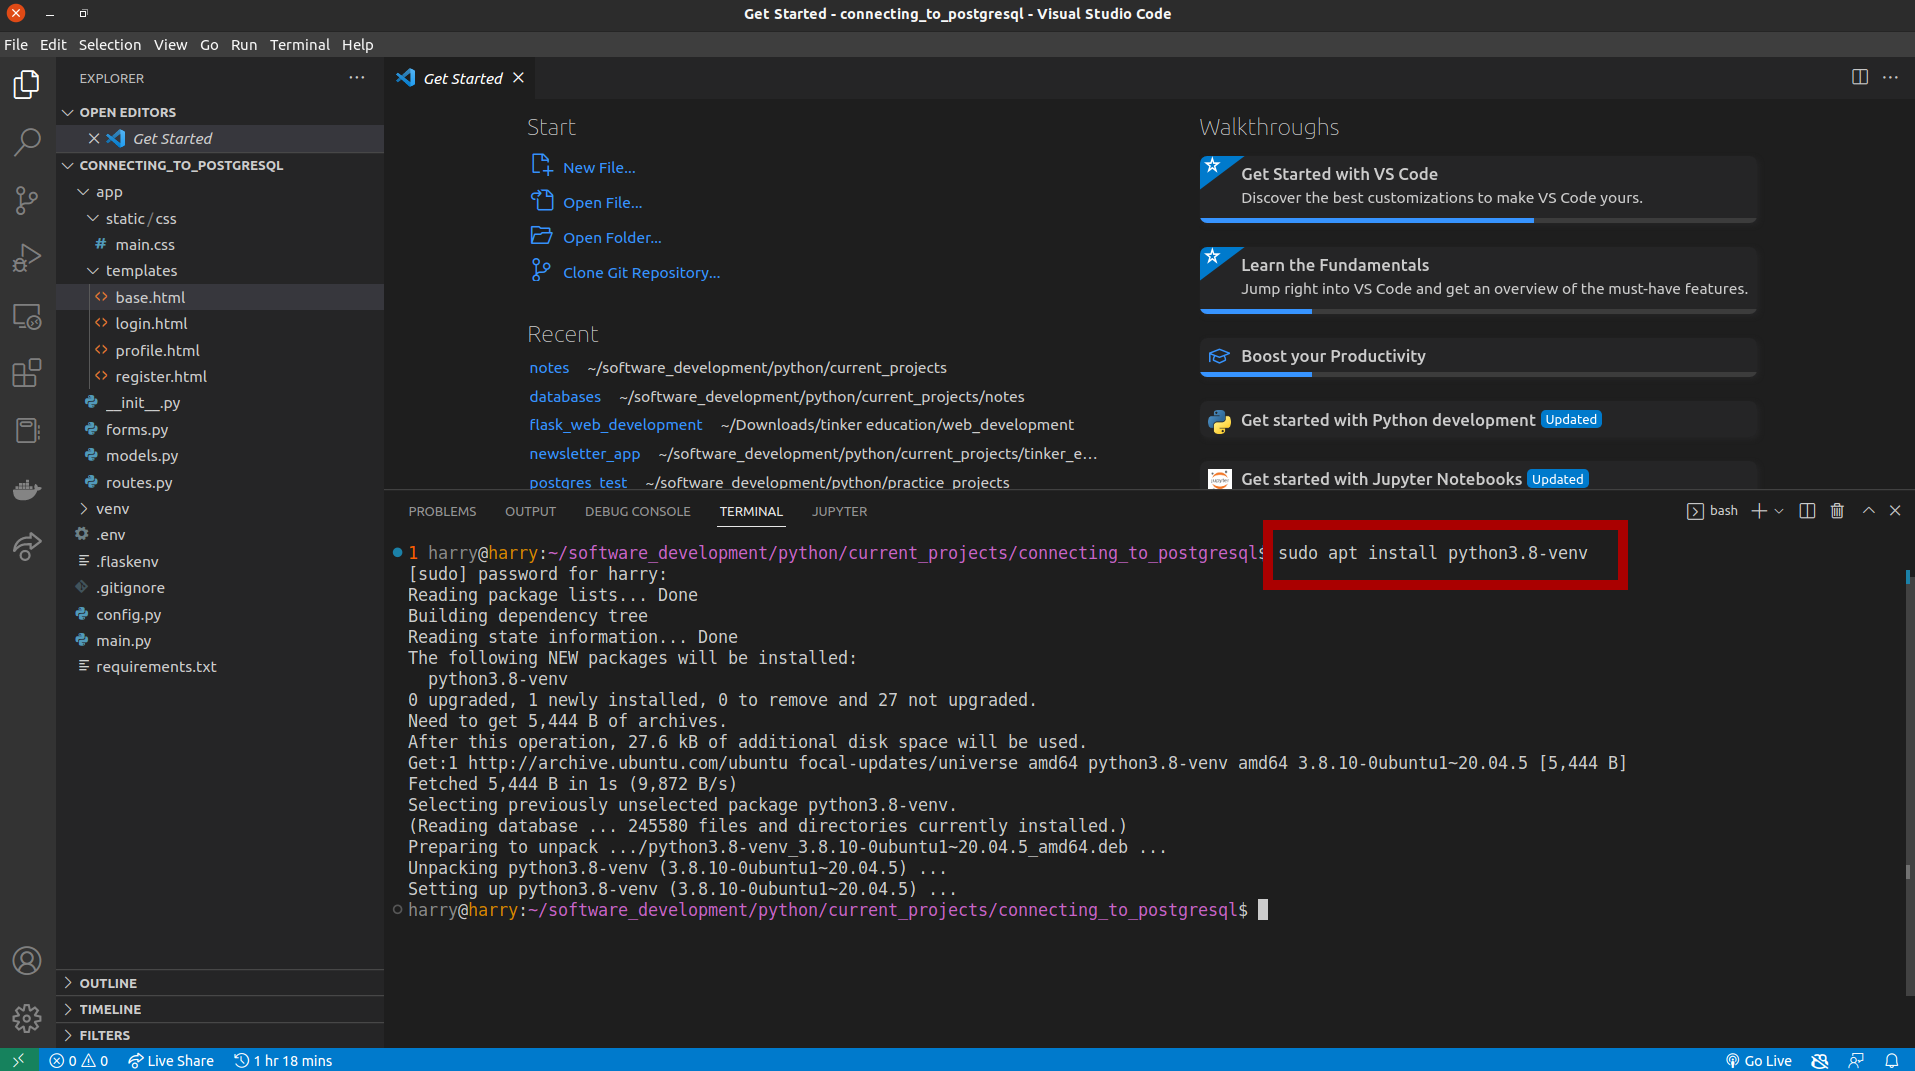 Get Started - connecting_to_postgresql - Visual Studio Code
File Edit Selection View Go Run Terminal Help
EXPLORER
OPEN EDITORS
Get Started
CONNECTING_TO_POSTGRESQL
app
static / css
# main.css
templates
<> base.html
<> login.html
<> profile.html
<> register.html
__init__.py
forms.py
models.py
routes.py
venv
.env
.flaskenv
.gitignore
config.py
main.py
requirements.txt
OUTLINE
TIMELINE
FILTERS
Get Started
Start
New File...
Open File...
Open Folder...
Clone Git Repository...
Recent
notes ~/software_development/python/current_projects
databases ~/software_development/python/current_projects/notes
flask_web_development ~/Downloads/tinker education/web_development
newsletter_app ~/software_development/python/current_projects/tinker_e...
postgres_test ~/software_development/python/practice_projects
Walkthroughs
Get Started with VS Code
Discover the best customizations to make VS Code yours.
Learn the Fundamentals
Jump right into VS Code and get an overview of the must-have features.
Boost your Productivity
Get started with Python development Updated
jupyter Get started with Jupyter Notebooks Updated
PROBLEMS OUTPUT DEBUG CONSOLE TERMINAL JUPYTER bash
1 harry@harry:~/software_development/python/current_projects/connecting_to_postgresql$ sudo apt install python3.8-venv
[sudo] password for harry:
Reading package lists... Done
Building dependency tree
Reading state information... Done
The following NEW packages will be installed:
python3.8-venv
0 upgraded, 1 newly installed, 0 to remove and 27 not upgraded.
Need to get 5,444 B of archives.
After this operation, 27.6 kB of additional disk space will be used.
Get:1 http://archive.ubuntu.com/ubuntu focal-updates/universe amd64 python3.8-venv amd64 3.8.10-0ubuntu1~20.04.5 [5,444 B]
Fetched 5,444 B in 1s (9,872 B/s)
Selecting previously unselected package python3.8-venv.
(Reading database ... 245580 files and directories currently installed.)
Preparing to unpack .../python3.8-venv_3.8.10-0ubuntu1~20.04.5_amd64.deb ...
Unpacking python3.8-venv (3.8.10-0ubuntu1~20.04.5) ...
Setting up python3.8-venv (3.8.10-0ubuntu1~20.04.5) ...
harry@harry:~/software_development/python/current_projects/connecting_to_postgresql$
0 0 Live Share 1 hr 18 mins Go Live